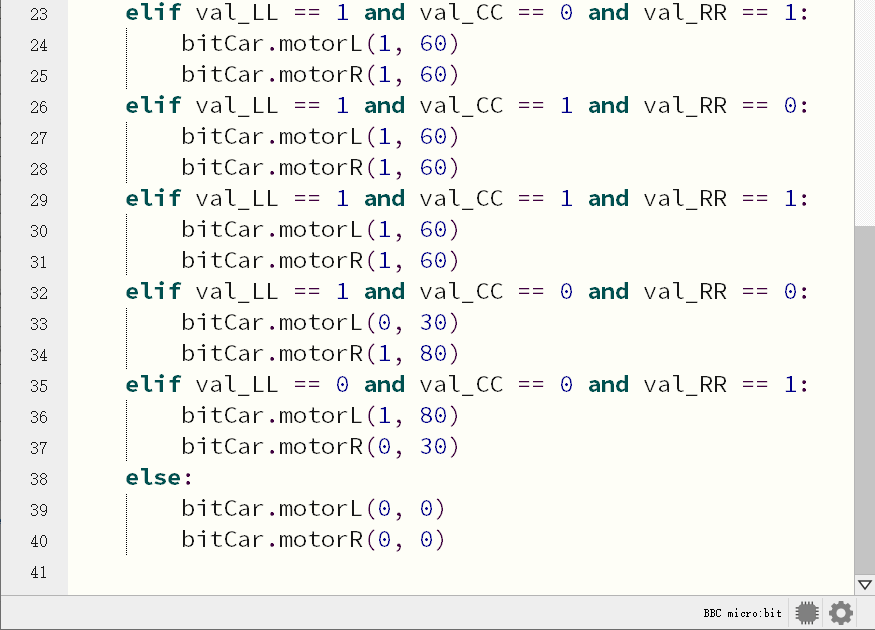 23 elif val_LL == 1 and val_CC == 0 and val_RR == 1:
24 bitCar.motorL(1, 60)
25 bitCar.motorR(1, 60)
26 elif val_LL == 1 and val_CC == 1 and val_RR == 0:
27 bitCar.motorL(1, 60)
28 bitCar.motorR(1, 60)
29 elif val_LL == 1 and val_CC == 1 and val_RR == 1:
30 bitCar.motorL(1, 60)
31 bitCar.motorR(1, 60)
32 elif val_LL == 1 and val_CC == 0 and val_RR == 0:
33 bitCar.motorL(0, 30)
34 bitCar.motorR(1, 80)
35 elif val_LL == 0 and val_CC == 0 and val_RR == 1:
36 bitCar.motorL(1, 80)
37 bitCar.motorR(0, 30)
38 else:
39 bitCar.motorL(0, 0)
40 bitCar.motorR(0, 0)
41
BBC micro:bit